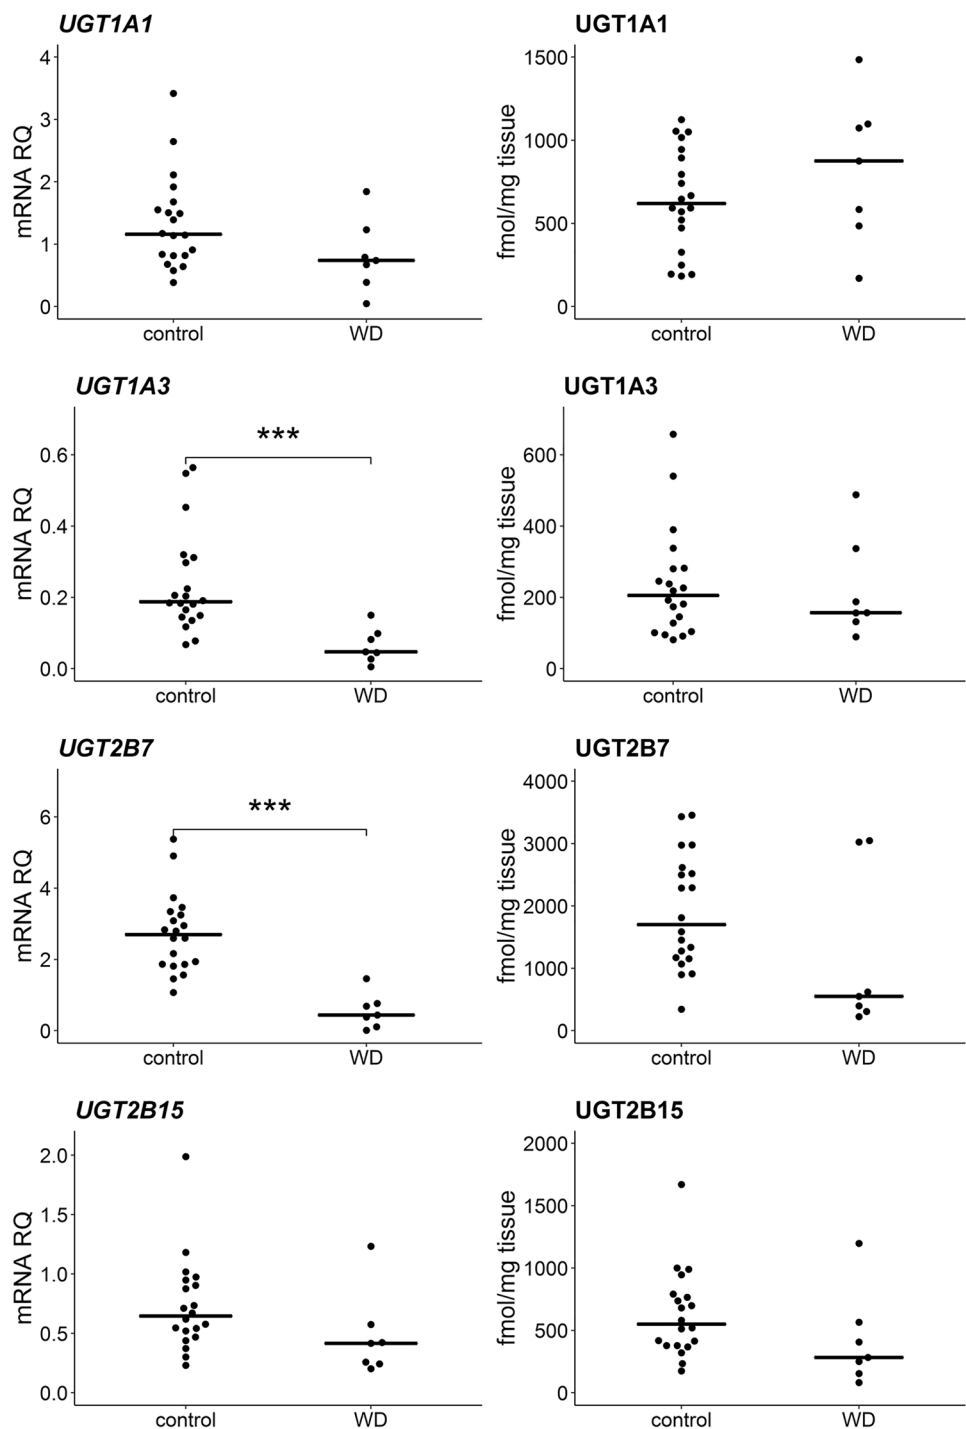 UGT1A1
mRNA RQ
4
3
2
1
0
control WD
UGT1A1
fmol/mg tissue
1500
1000
500
0
control WD
UGT1A3
mRNA RQ
0.6
0.4
0.2
0.0
***
control WD
UGT1A3
fmol/mg tissue
600
400
200
0
control WD
UGT2B7
mRNA RQ
6
4
2
0
***
control WD
UGT2B7
fmol/mg tissue
4000
3000
2000
1000
0
control WD
UGT2B15
mRNA RQ
2.0
1.5
1.0
0.5
0.0
control WD
UGT2B15
fmol/mg tissue
2000
1500
1000
500
0
control WD